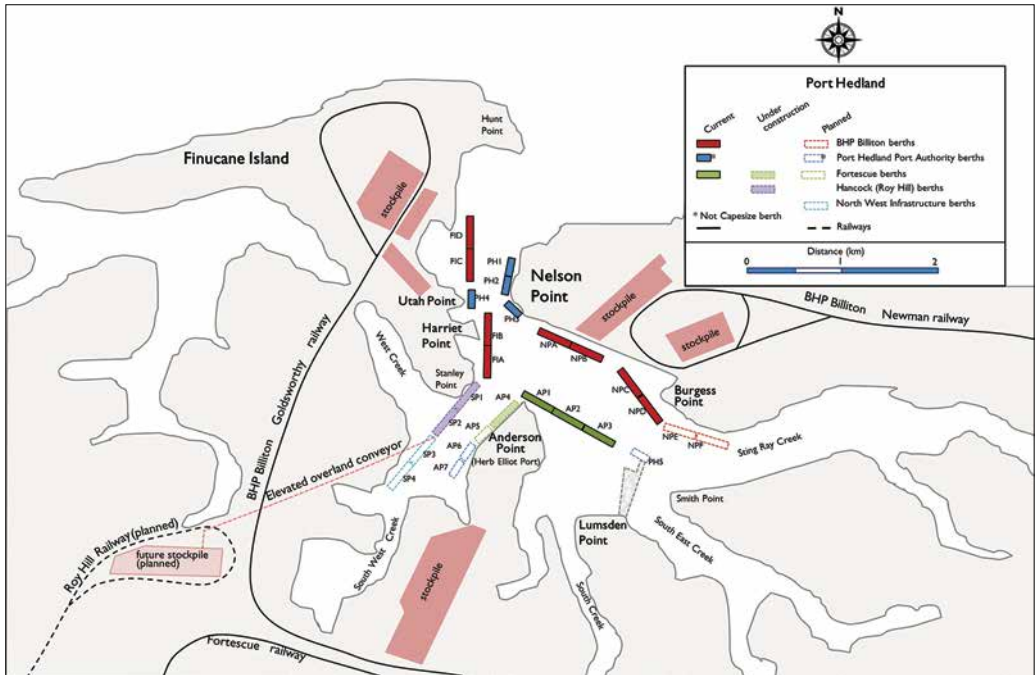 N
Port Hedland
Current
Under
construction
Planned
BHP Billiton berths
*
*
Port Hedland Port Authority berths
Fortescue berths
Hancock (Roy Hill) berths
North West Infrastructure berths
* Not Capesize berth
Railways
Distance (km)
0
1
2
Hunt
Point
Finucane Island
stockpile
FID
FIC
PH1
PH2
Nelson
Point
PH4
PH3
Utah Point
stockpile
BHP Billiton
Newman railway
stockpile
Harriet
Point
FIB
FIA
NPA
NPB
West Creek
Stanley
Point
NPC
NPD
Burgess
Point
SP1
SP2
AP4
AP5
AP1
AP2
AP3
NPE
NPF
Sting Ray Creek
BHP Billiton
Goldsworthy
railway
Elevated overland conveyor
SP3
SP4
AP6
AP7
Anderson
Point
(Herb Elliot Port)
PH5
Smith Point
Lumsden
Point
South East Creek
South Creek
South West Creek
stockpile
Roy Hill Railway (planned)
future stockpile
(planned)
Fortescue railway